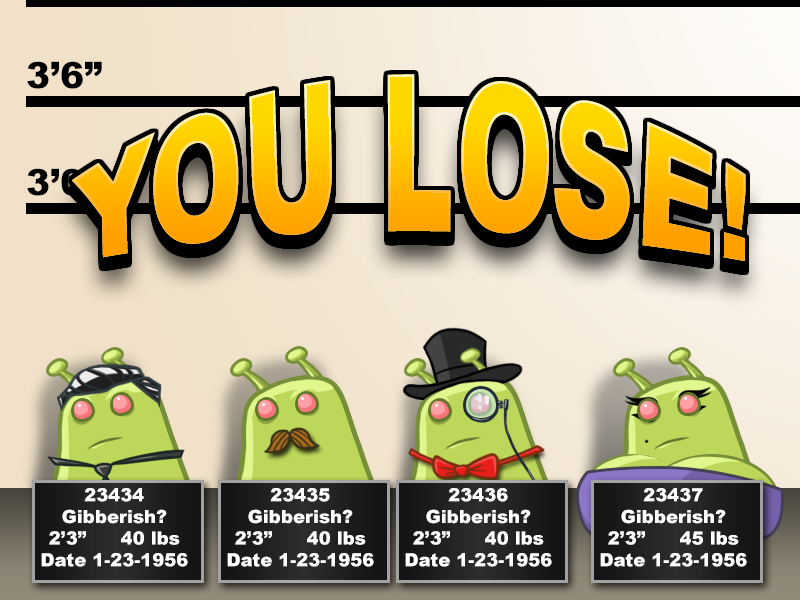 3’6”
3’6
YOU LOSE!
23434
Gibberish?
2’3” 40 lbs
Date 1-23-1956
23435
Gibberish?
2’3” 40 lbs
Date 1-23-1956
23436
Gibberish?
2’3” 40 lbs
Date 1-23-1956
23437
Gibberish?
2’3” 45 lbs
Date 1-23-1956